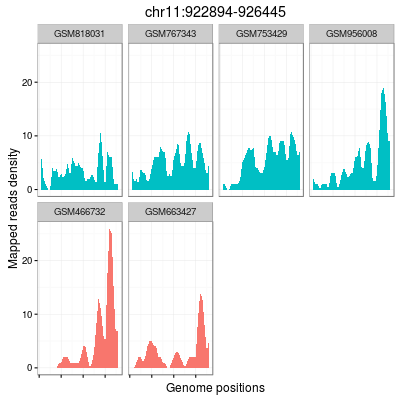 chr11:922894-926445
GSM818031 GSM767343 GSM753429 GSM956008
20
10
0
GSM466732 GSM663427
20
10
0
Mapped reads density
Genome positions